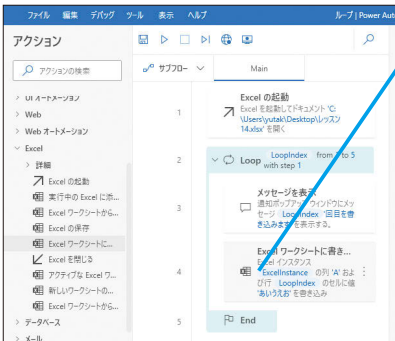 ファイル 編集 デバッグ ツール 表示 ヘルプ ループ | Power Aut
アクション
アクションの検索
サブフロー Main
UI オートメーション
Web
Web オートメーション
Excel
詳細
Excel の起動
実行中の Excel に添...
Excel ワークシートから...
Excel の保存
Excel ワークシートに...
Excel を閉じる
アクティブな Excel ワ...
新しいワークシートの...
Excel ワークシートから...
データベース
メール
1
Excel の起動
Excel を起動してドキュメント 'C:
\Users\yutak\Desktop\レッスン
14.xlsx' を開く
2
Loop LoopIndex from 1 to 5
with step 1
3
メッセージを表示
通知ポップアップ ウィンドウにメッ
セージ LoopIndex '回目を書
き込みます' を表示する。
4
Excel ワークシートに書き...
Excel インスタンス
ExcelInstance の列 'A' およ
び行 LoopIndex のセルに値
'あいうえお' を書き込み
5
End